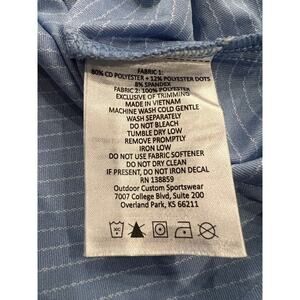 FABRIC 1:
80% CD POLYESTER + 12% POLYESTER DOTS
8% SPANDEX
FABRIC 2: 100% POLYESTER
EXCLUSIVE OF TRIMMING
MADE IN VIETNAM
MACHINE WASH COLD GENTLE
WASH SEPARATELY
DO NOT BLEACH
TUMBLE DRY LOW
REMOVE PROMPTLY
IRON LOW
DO NOT USE FABRIC SOFTENER
DO NOT DRY CLEAN
IF PRESENT, DO NOT IRON DECAL
RN 138859
Outdoor Custom Sportswear
7007 College Blvd, Suite 200
Overland Park, KS 66211